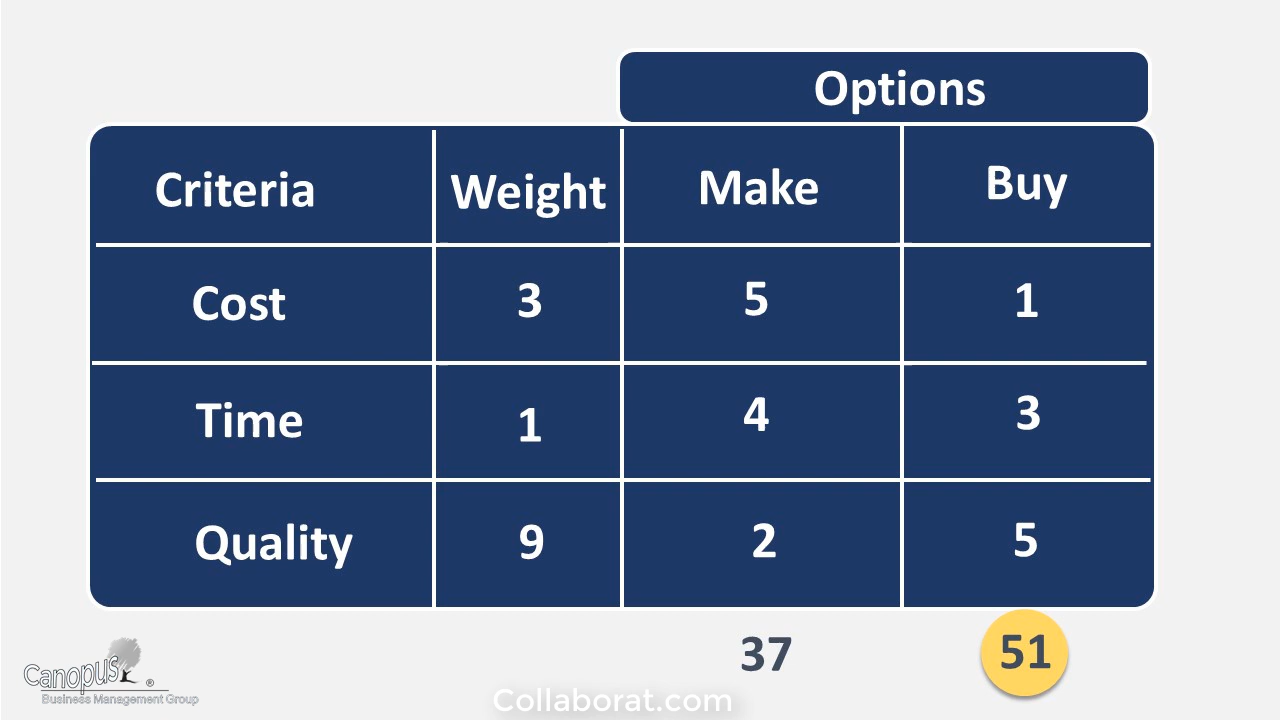 Options
Criteria Weight Make Buy
Cost 3 5 1
Time 1 4 3
Quality 9 2 5
37 51
Canopus ®
Business Management Group
Collaborat.com